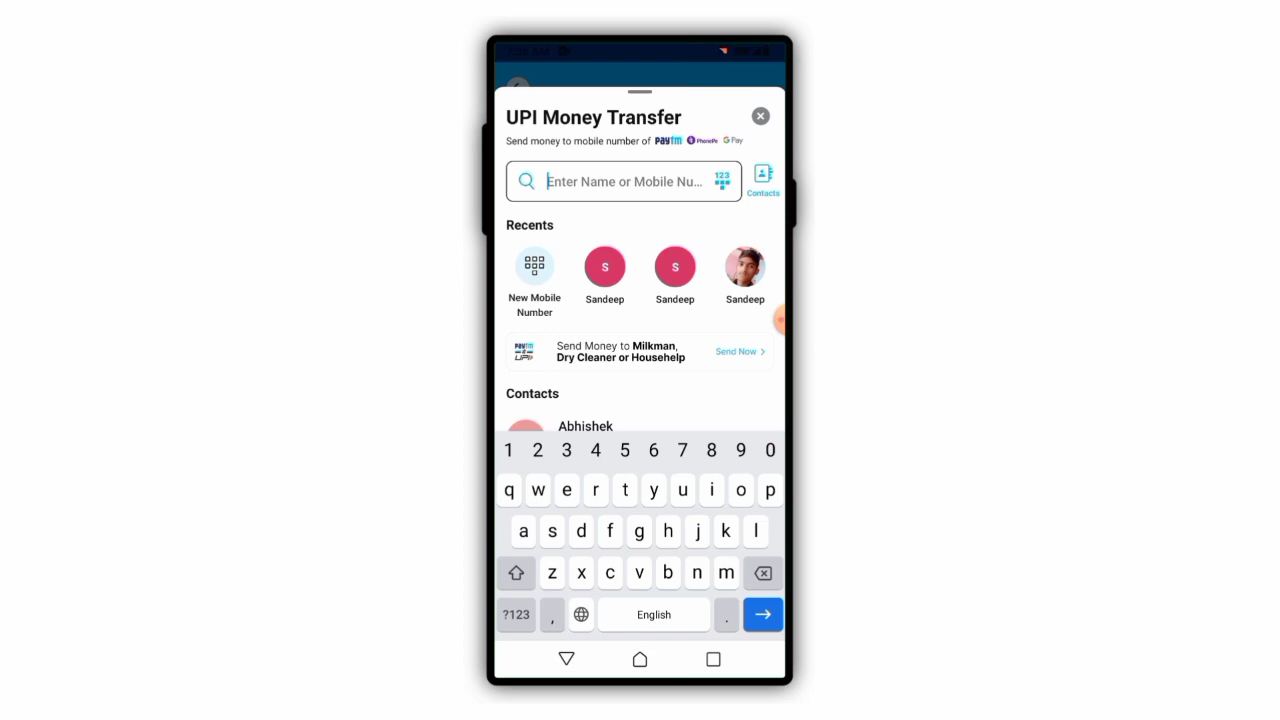 UPI Money Transfer
Send money to mobile number of Paytm PhonePe G Pay
Enter Name or Mobile Nu... 123
Contacts
Recents
S S
New Mobile Number Sandeep Sandeep Sandeep
Paytm UPI Send Money to Milkman, Send Now >
Dry Cleaner or Househelp
Contacts
Abhishek
1 2 3 4 5 6 7 8 9 0
q w e r t y u i o p
a s d f g h j k l
z x c v b n m
?123 , English .